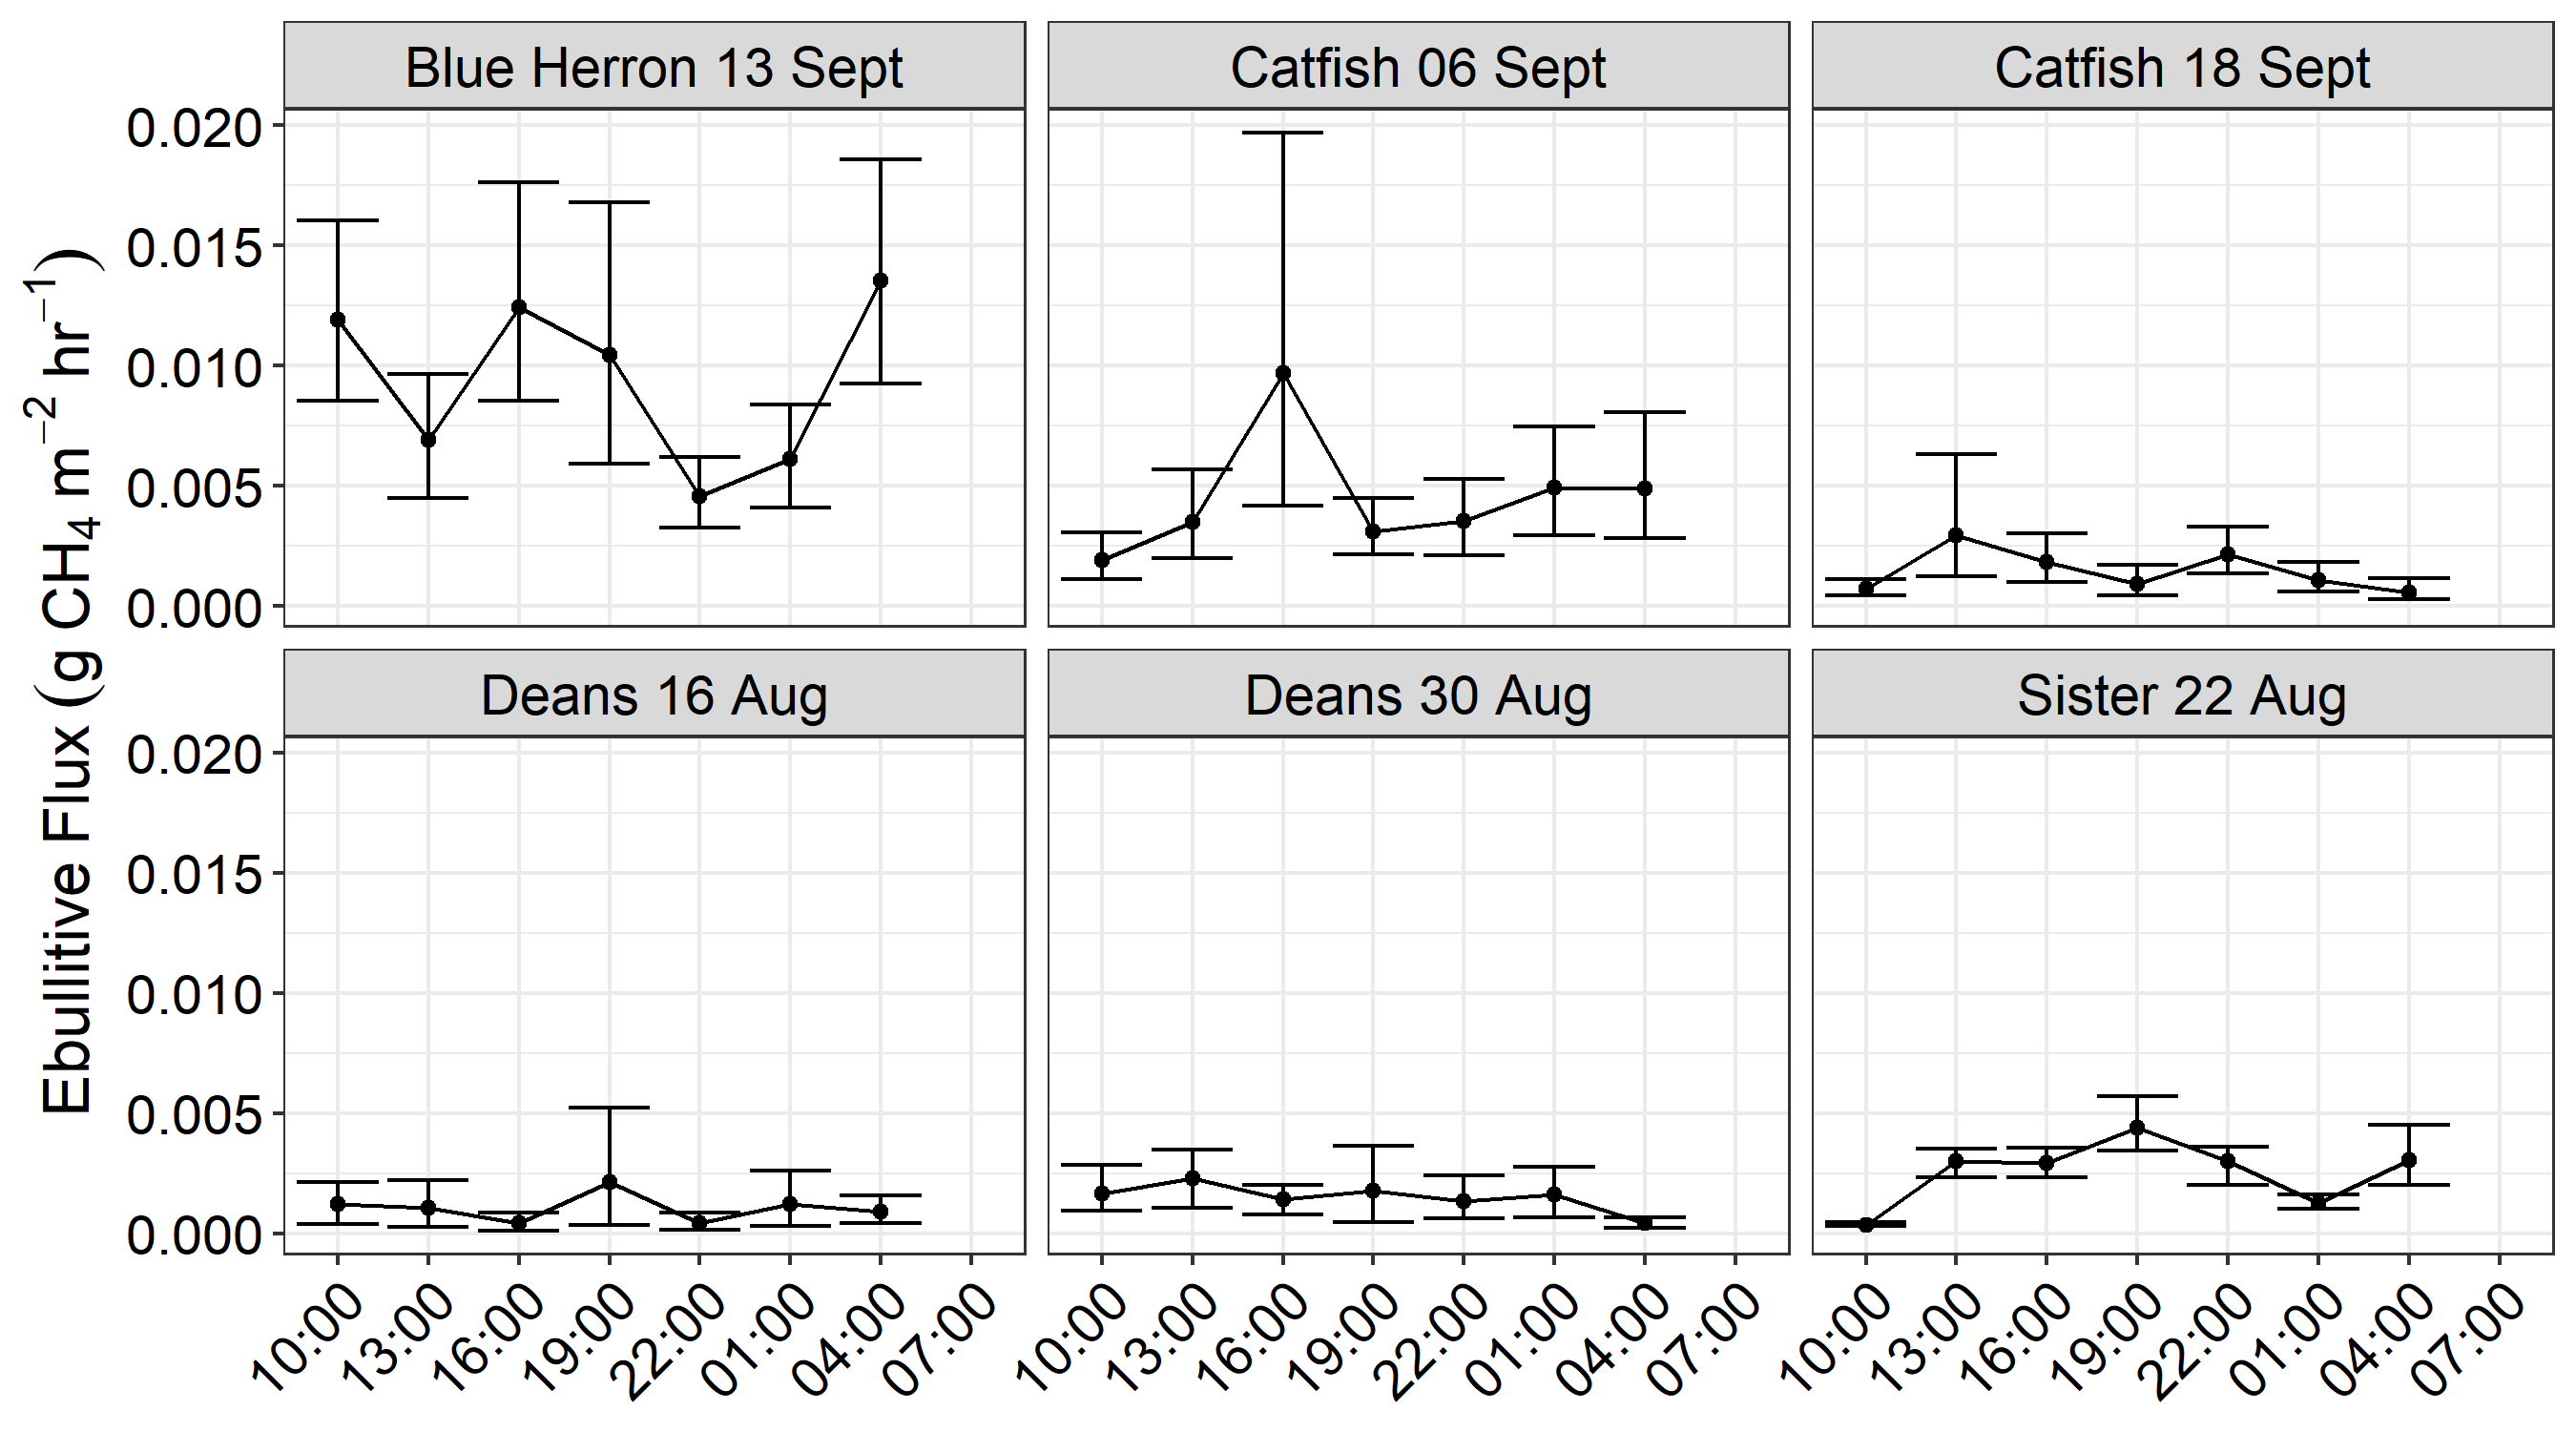 Blue Herron 13 Sept
Catfish 06 Sept
Catfish 18 Sept
0.020
0.015
0.010
0.005
0.000
Ebullitive Flux (g CH₄ m⁻² hr⁻¹)
Deans 16 Aug
Deans 30 Aug
Sister 22 Aug
0.020
0.015
0.010
0.005
0.000
10:00 13:00 16:00 19:00 22:00 01:00 04:00 07:00
10:00 13:00 16:00 19:00 22:00 01:00 04:00 07:00
10:00 13:00 16:00 19:00 22:00 01:00 04:00 07:00